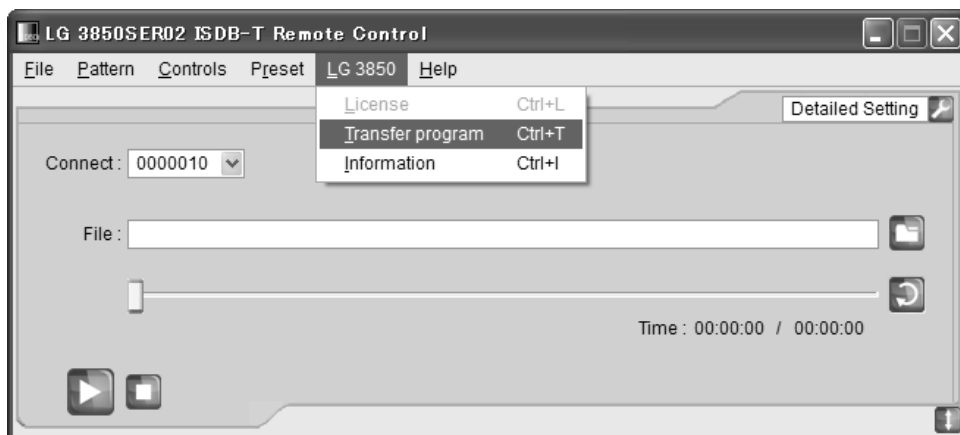 LG 3850SER02 ISDB-T Remote Control
File Pattern Controls Preset LG 3850 Help
License Ctrl+L
Detailed Setting
Transfer program Ctrl+T
Connect : 0000010
Information Ctrl+I
File :
Time : 00:00:00 / 00:00:00